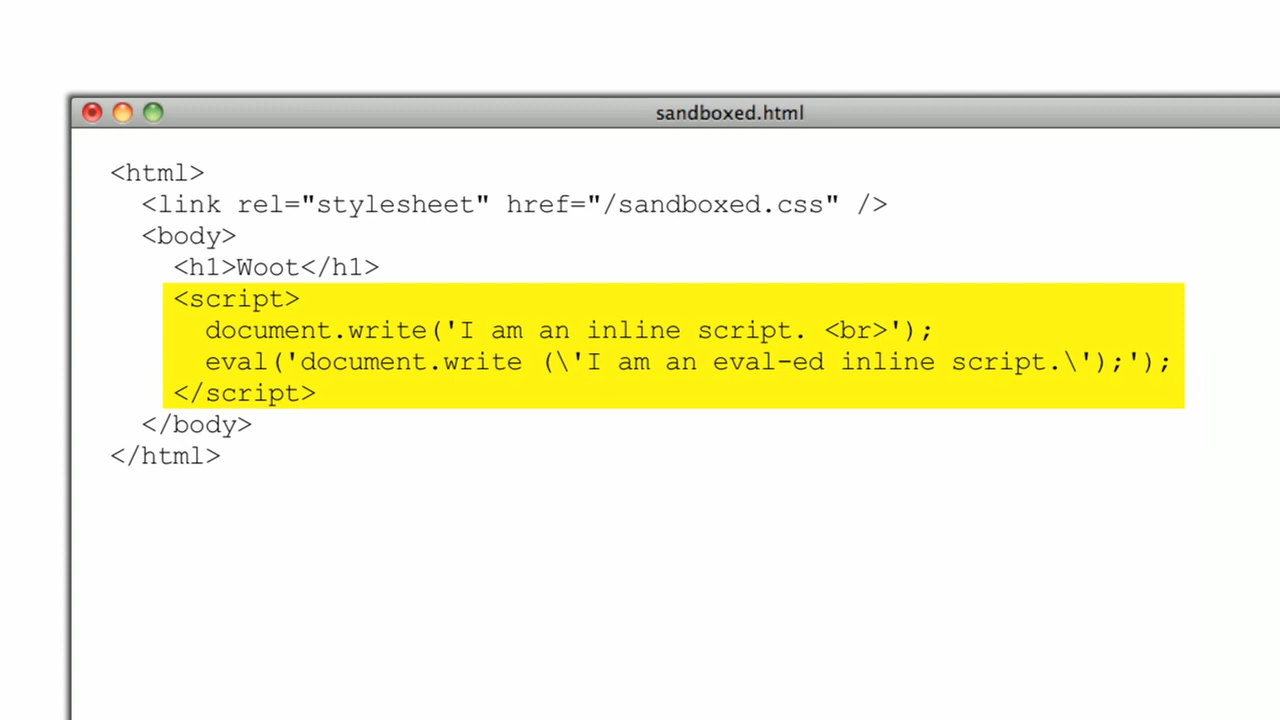 sandboxed.html
<html>
<link rel="stylesheet" href="/sandboxed.css" />
<body>
<h1>Woot</h1>
<script>
document.write('I am an inline script. <br>');
eval('document.write (\'I am an eval-ed inline script.\');');
</script>
</body>
</html>